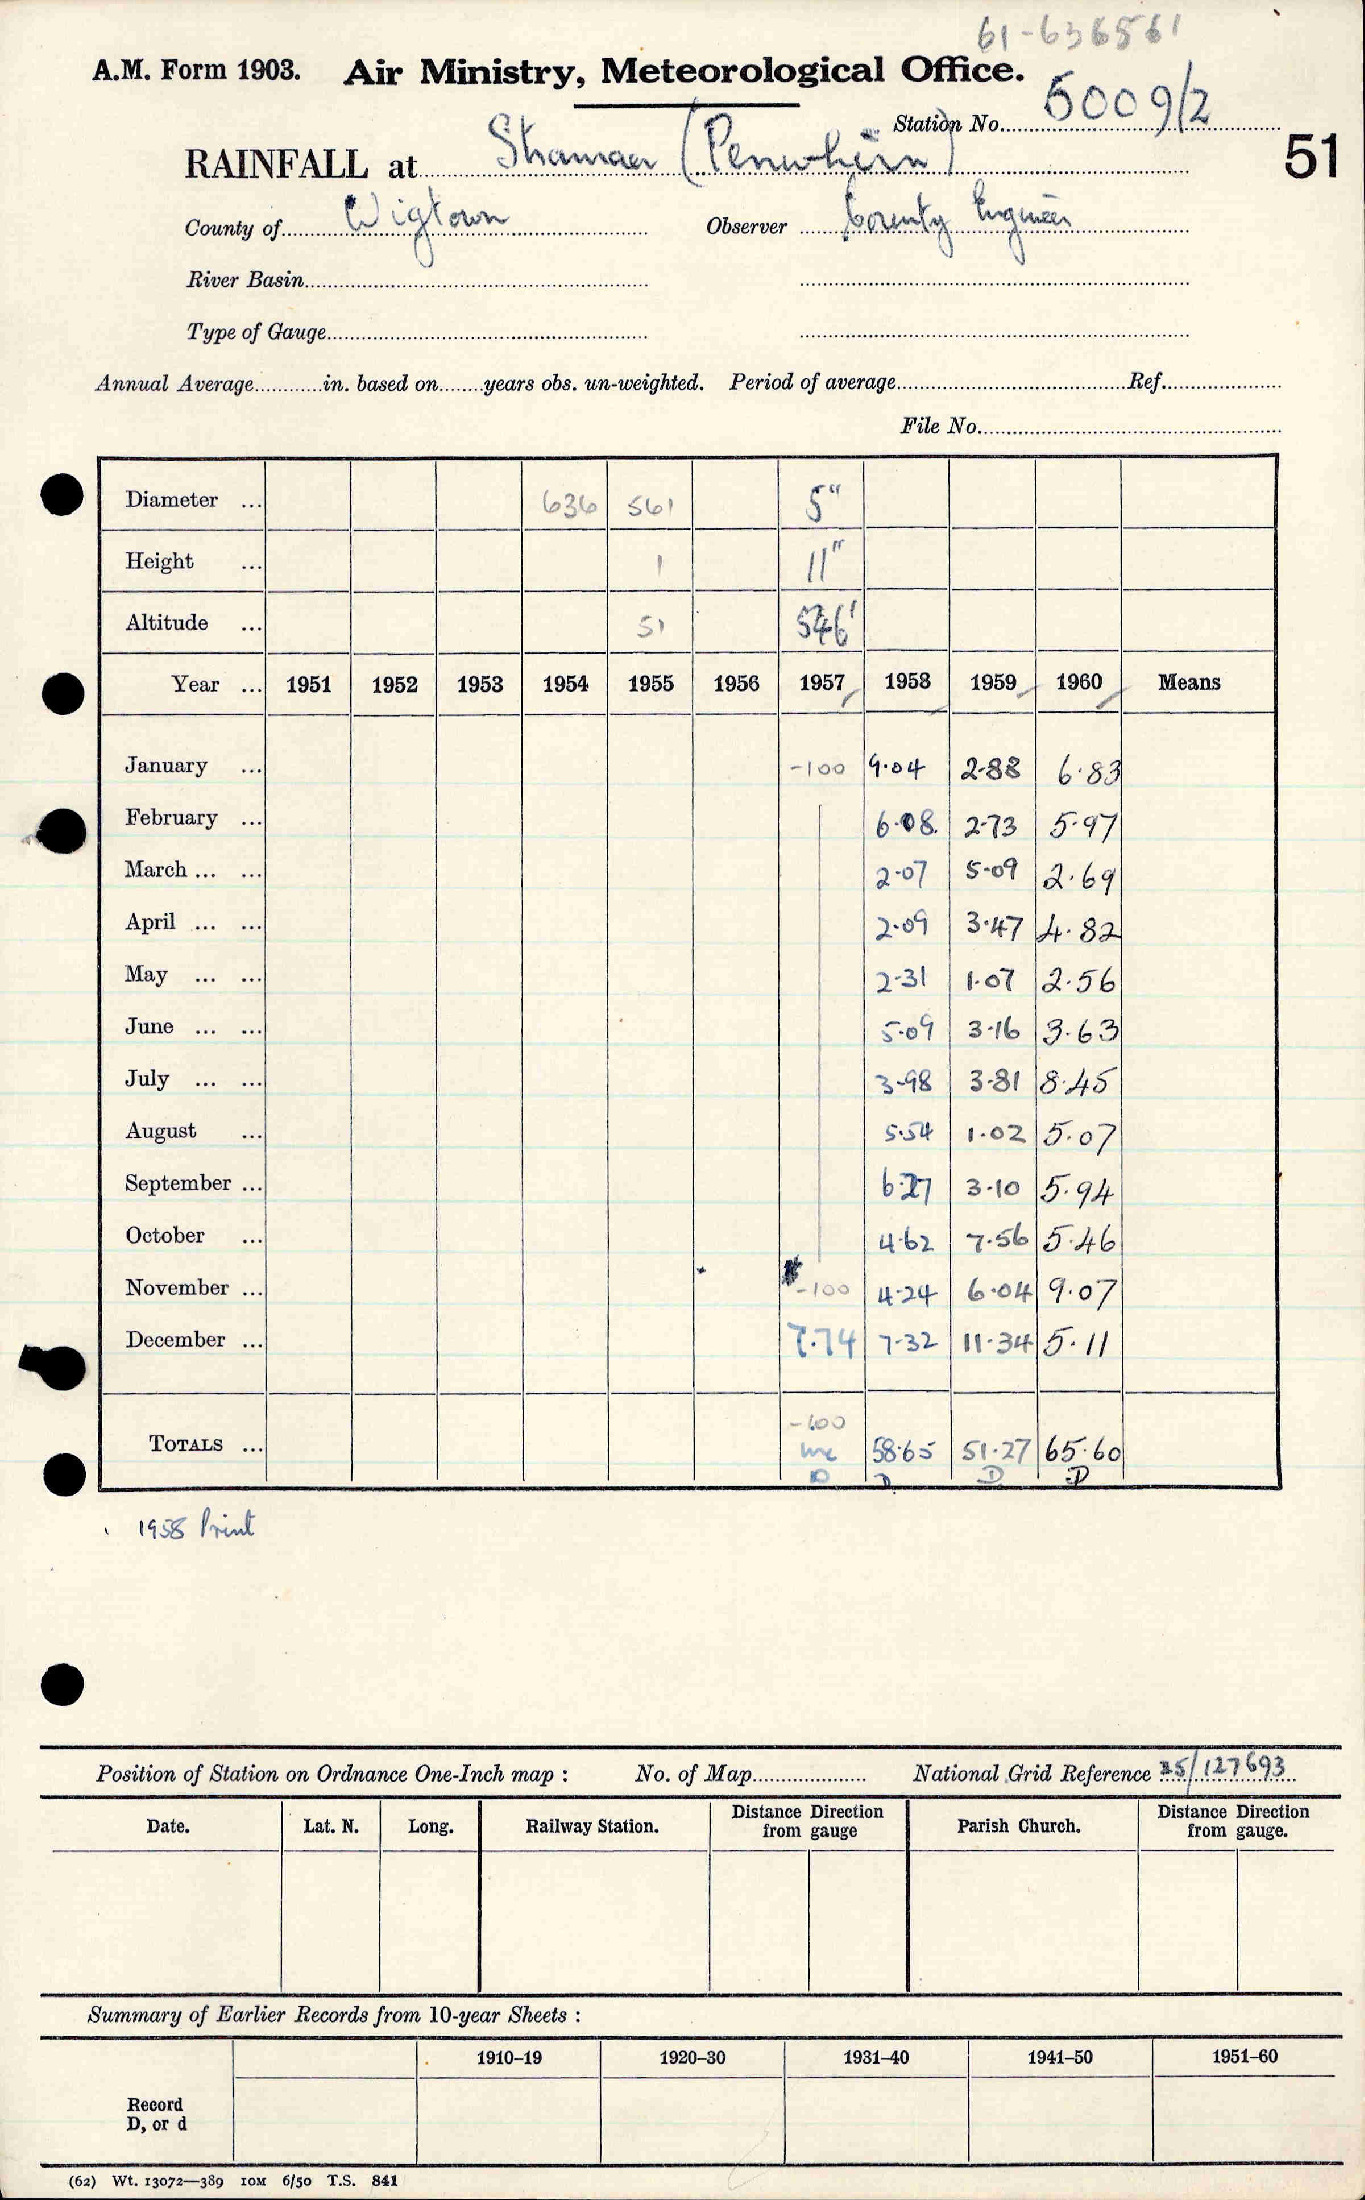 61-636561
A.M. Form 1903. Air Ministry, Meteorological Office.
Station No. 5009/2
51
RAINFALL at Stranraer (Penwhirn)
County of Wigtown Observer County Engineer
River Basin
Type of Gauge
Annual Average in. based on years obs. un-weighted. Period of average Ref.
File No.
Diameter ... 636 561 5"
Height ... 1 11"
Altitude ... 51 546'
Year ... 1951 1952 1953 1954 1955 1956 1957 1958 1959 1960 Means
January ... -100 9.04 2.88 6.83
February ... 6.08 2.73 5.97
March ... ... 2.07 5.09 2.69
April ... ... 2.09 3.47 4.82
May ... ... 2.31 1.07 2.56
June ... ... 5.09 3.16 3.63
July ... ... 3.98 3.81 8.45
August ... 5.54 1.02 5.07
September ... 6.27 3.10 5.94
October ... 4.62 7.56 5.46
November ... -100 4.24 6.04 9.07
December ... 7.74 7.32 11.34 5.11
-100
TOTALS ... inc 58.65 51.27 65.60
D D D D
1958 Print
Position of Station on Ordnance One-Inch map : No. of Map National Grid Reference 25/127693
Date. Lat. N. Long. Railway Station. Distance Direction from gauge Parish Church. Distance Direction from gauge.
Summary of Earlier Records from 10-year Sheets :
1910-19 1920-30 1931-40 1941-50 1951-60
Record
D, or d
(62) Wt. 13072—389 10M 6/50 T.S. 841